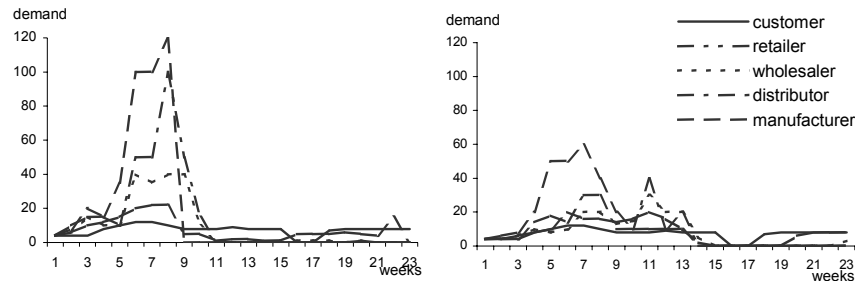 demand
120
100
80
60
40
20
0
1 3 5 7 9 11 13 15 17 19 21 23
weeks
demand
120
100
80
60
40
20
0
1 3 5 7 9 11 13 15 17 19 21 23
weeks
customer
retailer
wholesaler
distributor
manufacturer